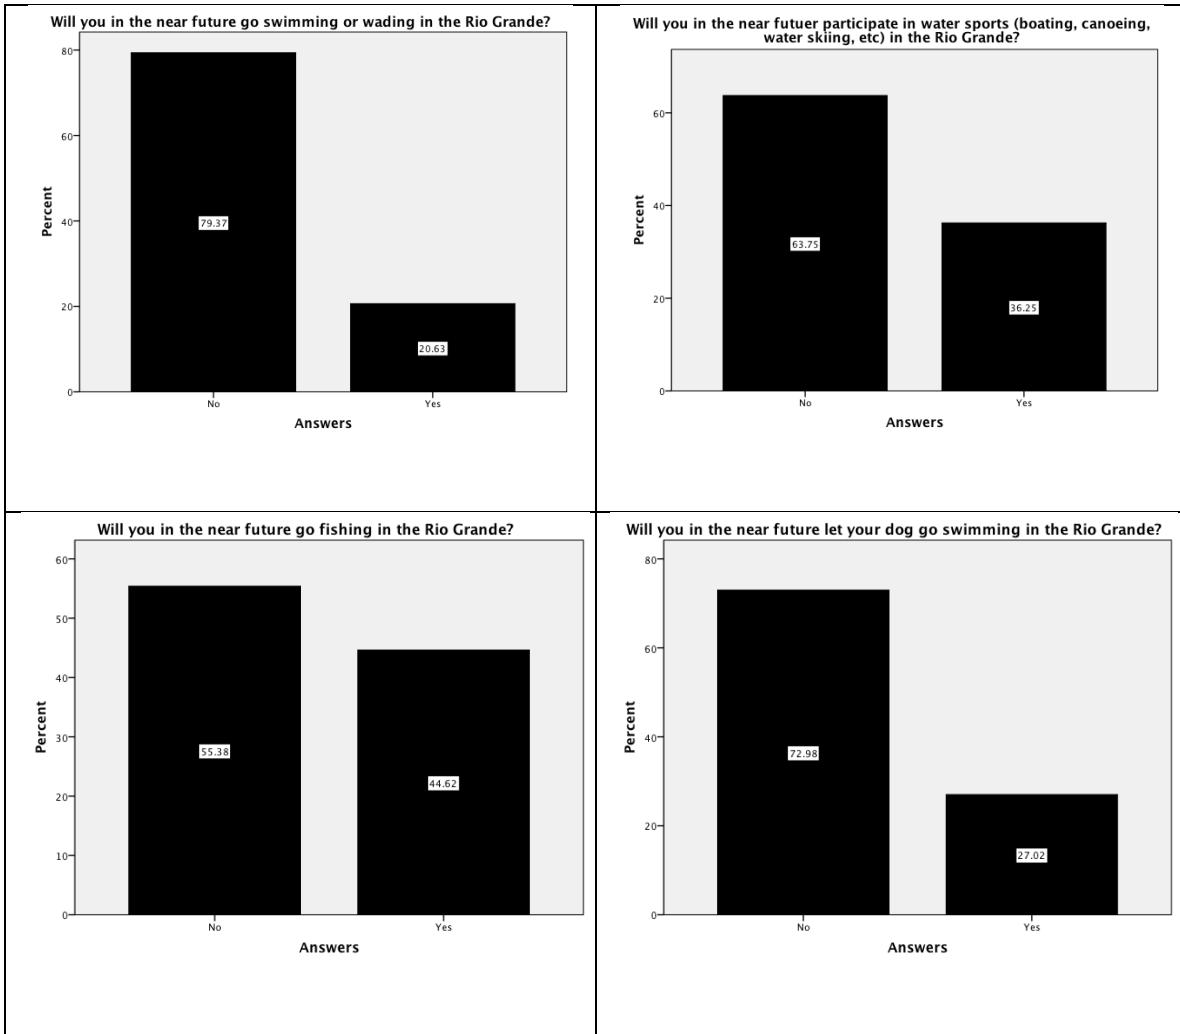 Will you in the near future go swimming or wading in the Rio Grande?
80
60
40
20
0
Percent
79.37
20.63
No
Yes
Answers
Will you in the near futuer participate in water sports (boating, canoeing,
water skiing, etc) in the Rio Grande?
60
40
20
0
Percent
63.75
36.25
No
Yes
Answers
Will you in the near future go fishing in the Rio Grande?
60
50
40
30
20
10
0
Percent
55.38
44.62
No
Yes
Answers
Will you in the near future let your dog go swimming in the Rio Grande?
80
60
40
20
0
Percent
72.98
27.02
No
Yes
Answers